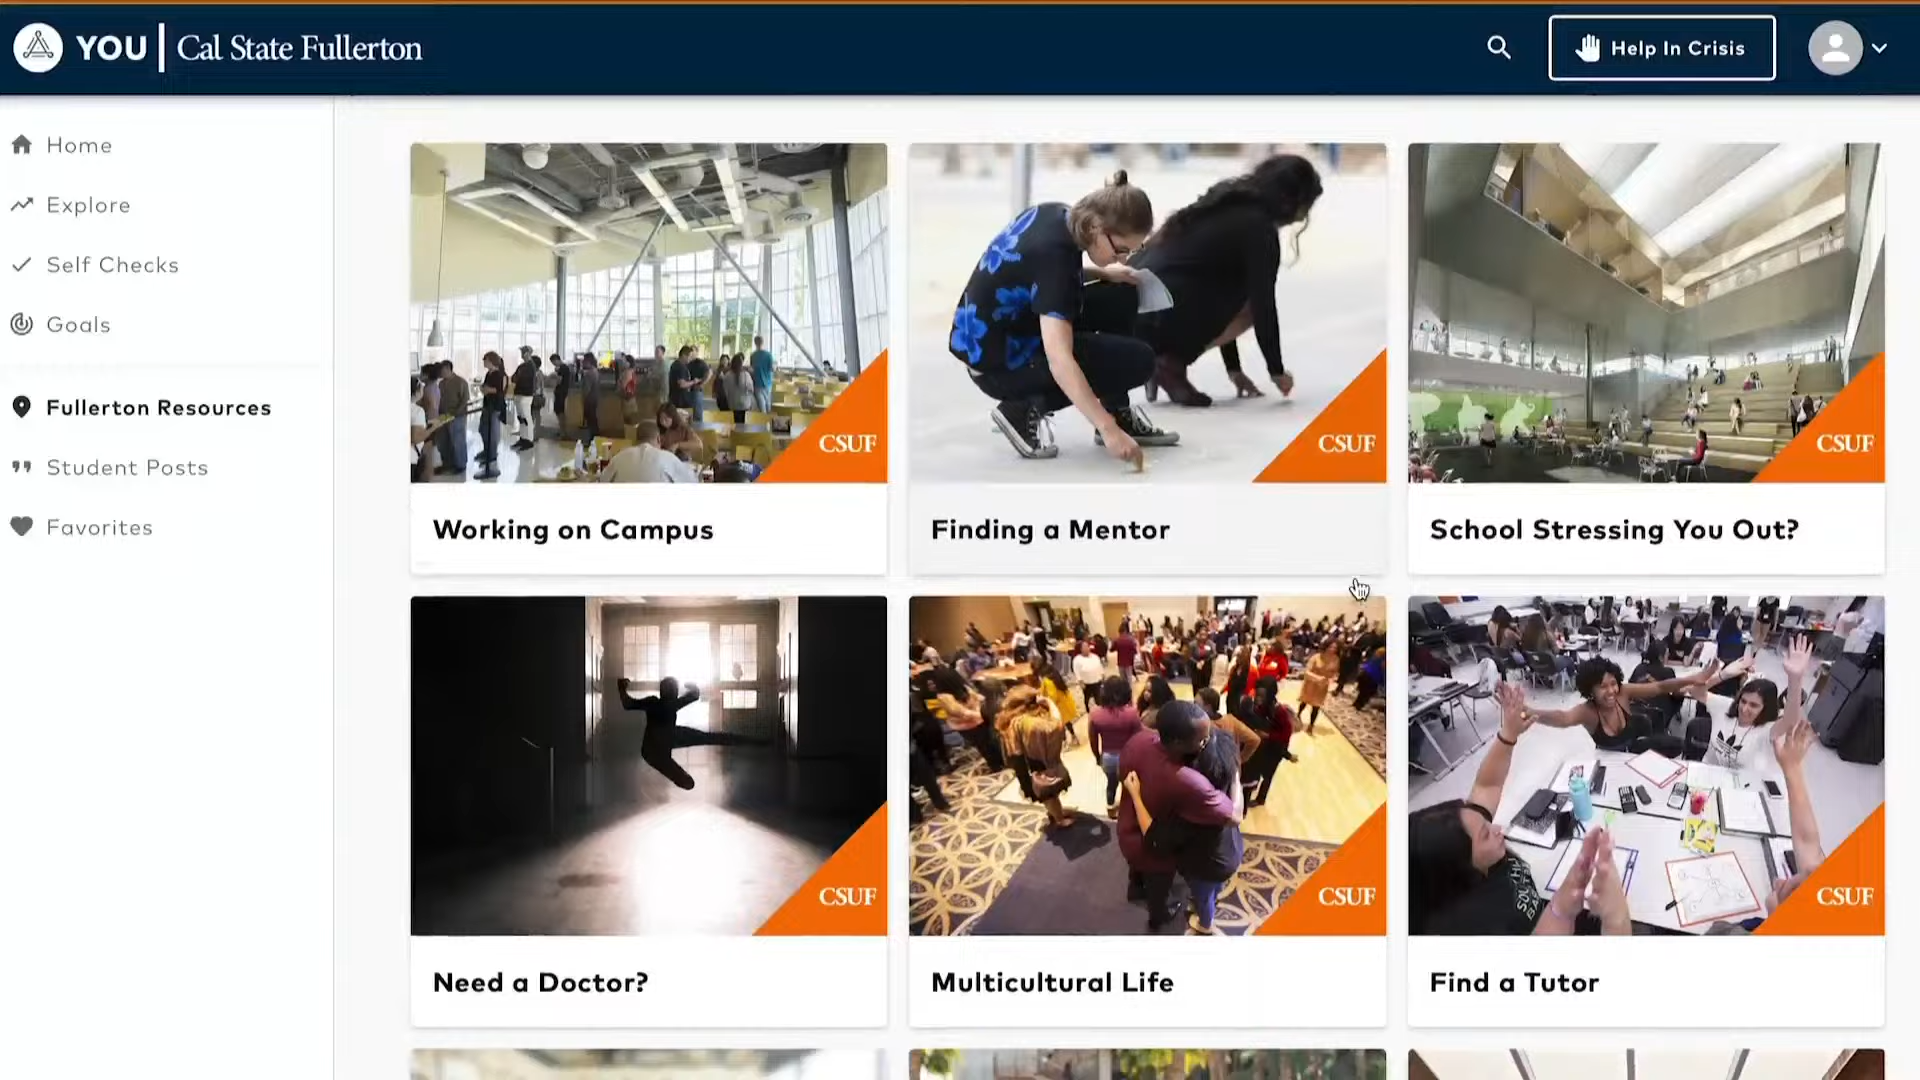 YOU | Cal State Fullerton
Help In Crisis
Home
Explore
Self Checks
Goals
Fullerton Resources
Student Posts
Favorites
CSUF
CSUF
CSUF
Working on Campus
Finding a Mentor
School Stressing You Out?
CSUF
CSUF
CSUF
Need a Doctor?
Multicultural Life
Find a Tutor